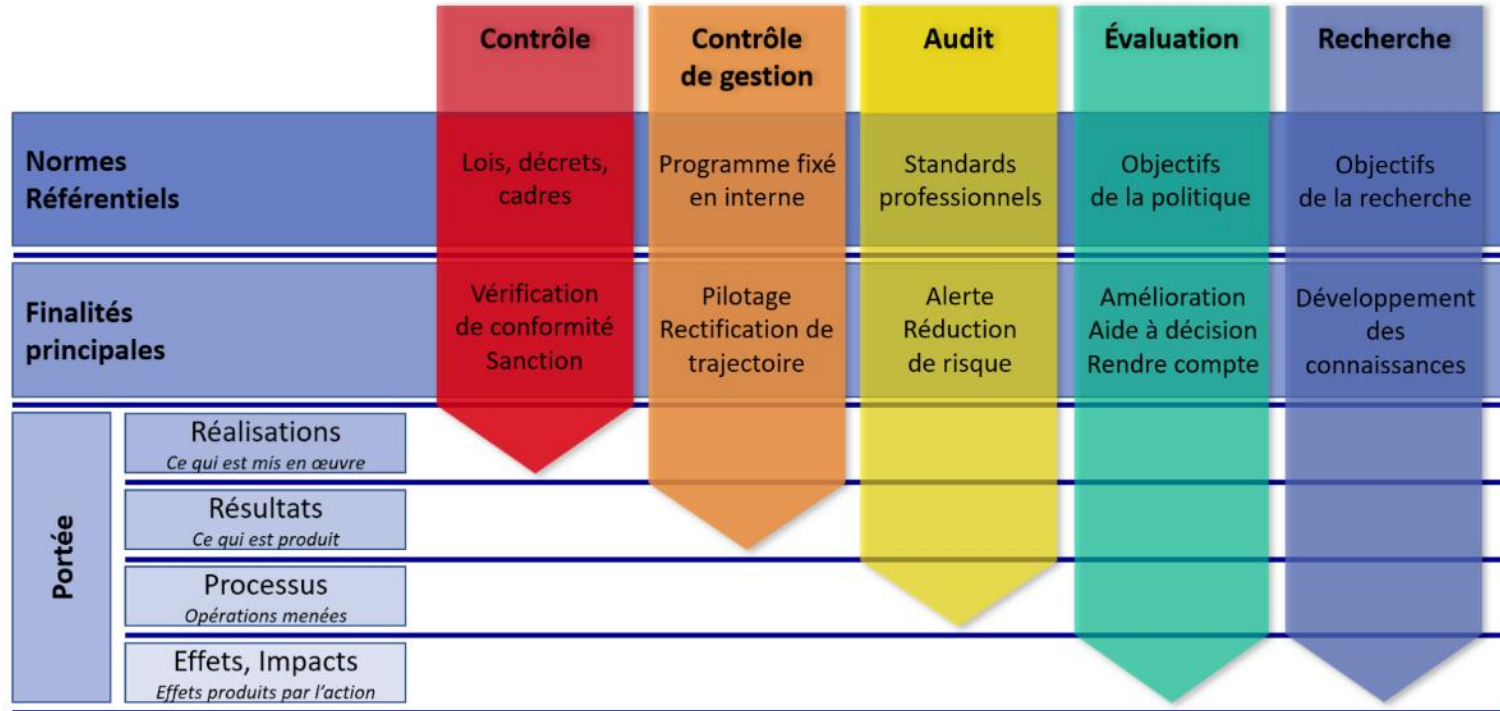 Contrôle
Contrôle
de gestion
Audit
Évaluation
Recherche
Normes
Référentiels
Lois, décrets,
cadres
Programme fixé
en interne
Standards
professionnels
Objectifs
de la politique
Objectifs
de la recherche
Finalités
principales
Vérification
de conformité
Sanction
Pilotage
Rectification de
trajectoire
Alerte
Réduction
de risque
Amélioration
Aide à décision
Rendre compte
Développement
des
connaissances
Portée
Réalisations
Ce qui est mis en œuvre
Résultats
Ce qui est produit
Processus
Opérations menées
Effets, Impacts
Effets produits par l'action